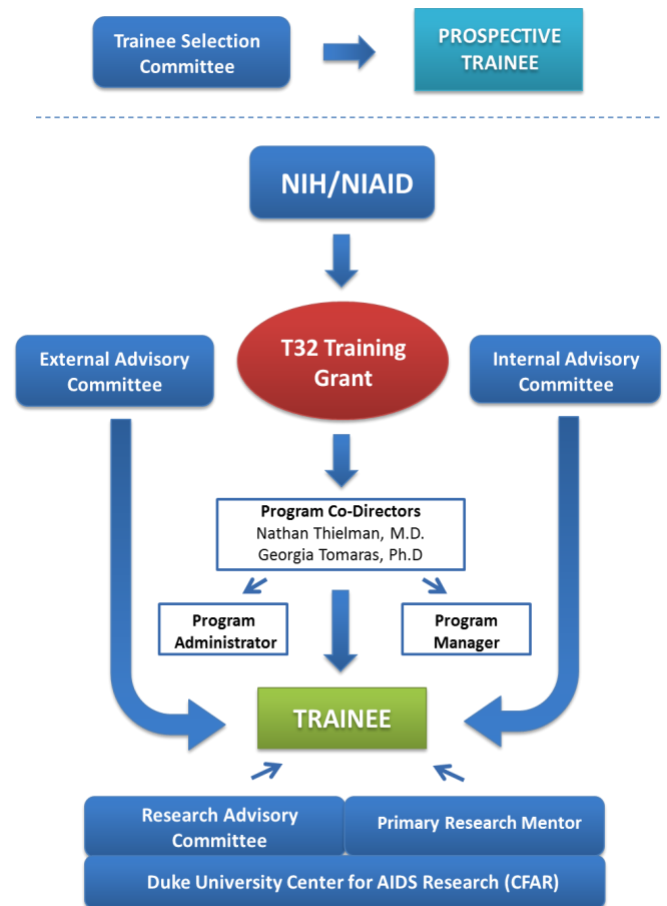 Trainee Selection
Committee
PROSPECTIVE
TRAINEE
NIH/NIAID
External Advisory
Committee
T32 Training
Grant
Internal Advisory
Committee
Program Co-Directors
Nathan Thielman, M.D.
Georgia Tomaras, Ph.D
Program
Administrator
Program
Manager
TRAINEE
Research Advisory
Committee
Primary Research Mentor
Duke University Center for AIDS Research (CFAR)